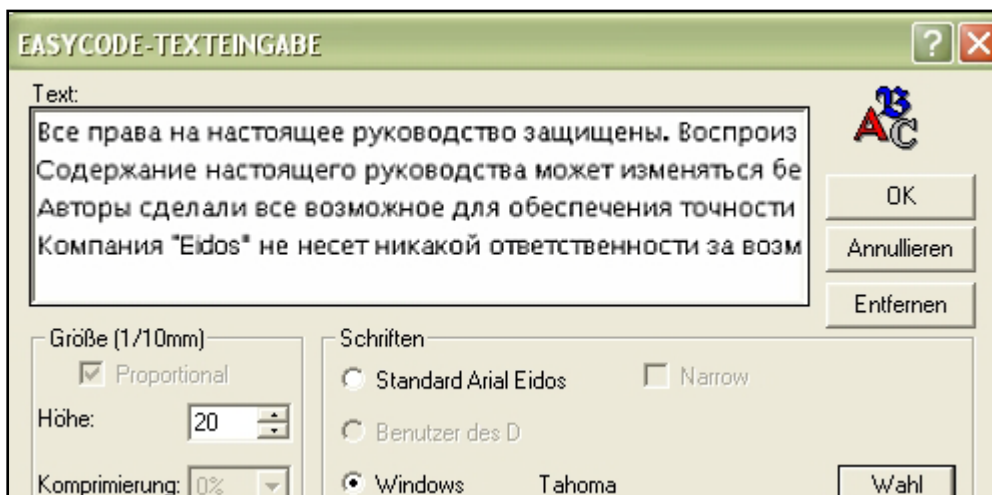 EASYCODE-TEXTEINGABE
Text:
Все права на настоящее руководство защищены. Воспроиз
Содержание настоящего руководства может изменяться бе
Авторы сделали все возможное для обеспечения точности
Компания "Eidos" не несет никакой ответственности за возм
ABC
OK
Annullieren
Entfernen
Größe (1/10mm)
Proportional
Höhe: 20
Komprimierung: 0%
Schriften
Standard Arial Eidos Narrow
Benutzer des D
Windows Tahoma Wahl